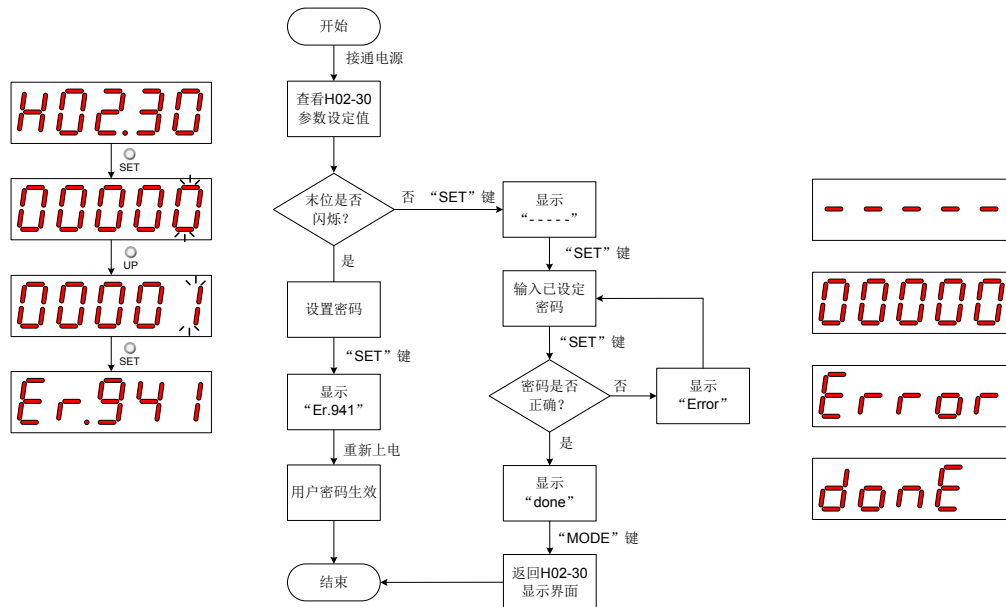 开始
接通电源
查看H02-30
参数设定值
末位是否
闪烁？
否
“SET”键
是
设置密码
“SET”键
显示
“Er.941”
重新上电
用户密码生效
结束
显示
“-----”
“SET”键
输入已设定
密码
“SET”键
密码是否
正确？
否
显示
“Error”
是
显示
“done”
“MODE”键
返回H02-30
显示界面
H02.30
SET
00000
UP
00001
SET
Er.941
-----
00000
Error
donE